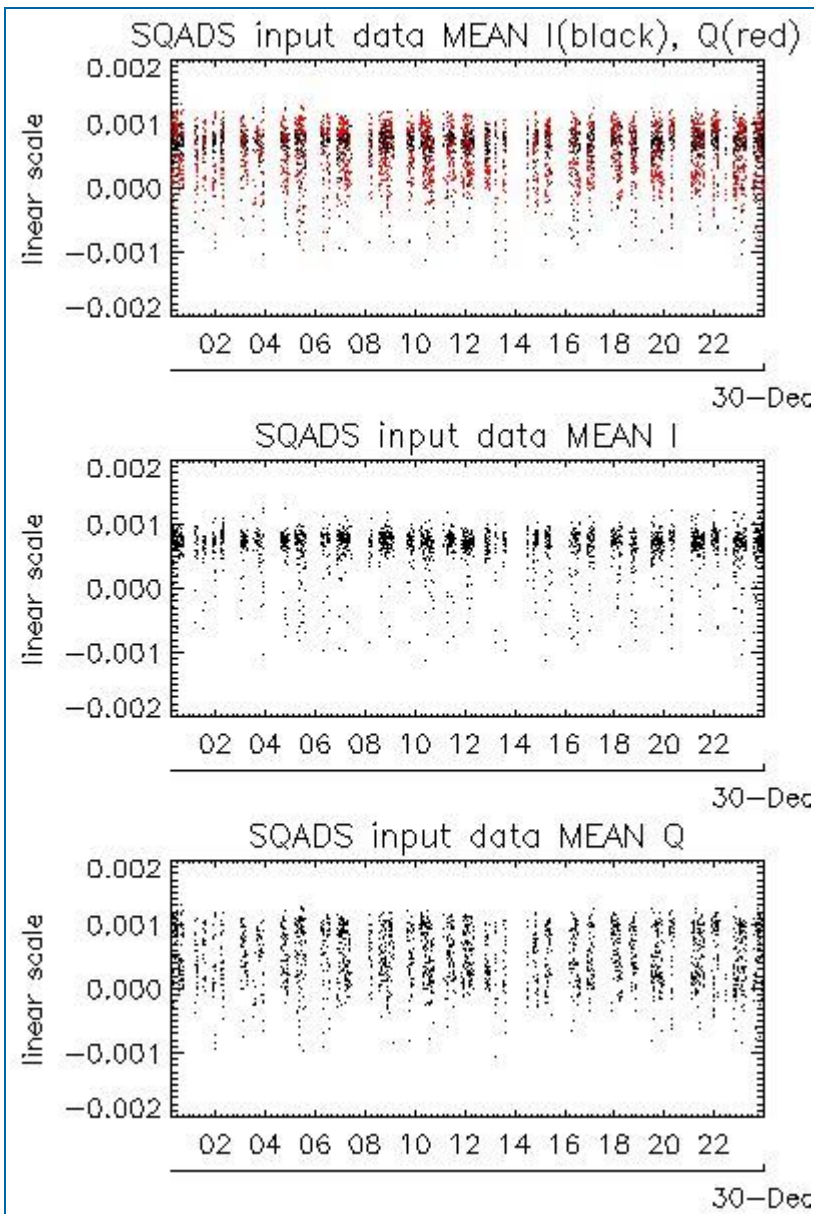 SQADS input data MEAN I(black), Q(red)
0.002
0.001
0.000
-0.001
-0.002
linear scale
02 04 06 08 10 12 14 16 18 20 22
30-Dec
SQADS input data MEAN I
0.002
0.001
0.000
-0.001
-0.002
linear scale
02 04 06 08 10 12 14 16 18 20 22
30-Dec
SQADS input data MEAN Q
0.002
0.001
0.000
-0.001
-0.002
linear scale
02 04 06 08 10 12 14 16 18 20 22
30-Dec